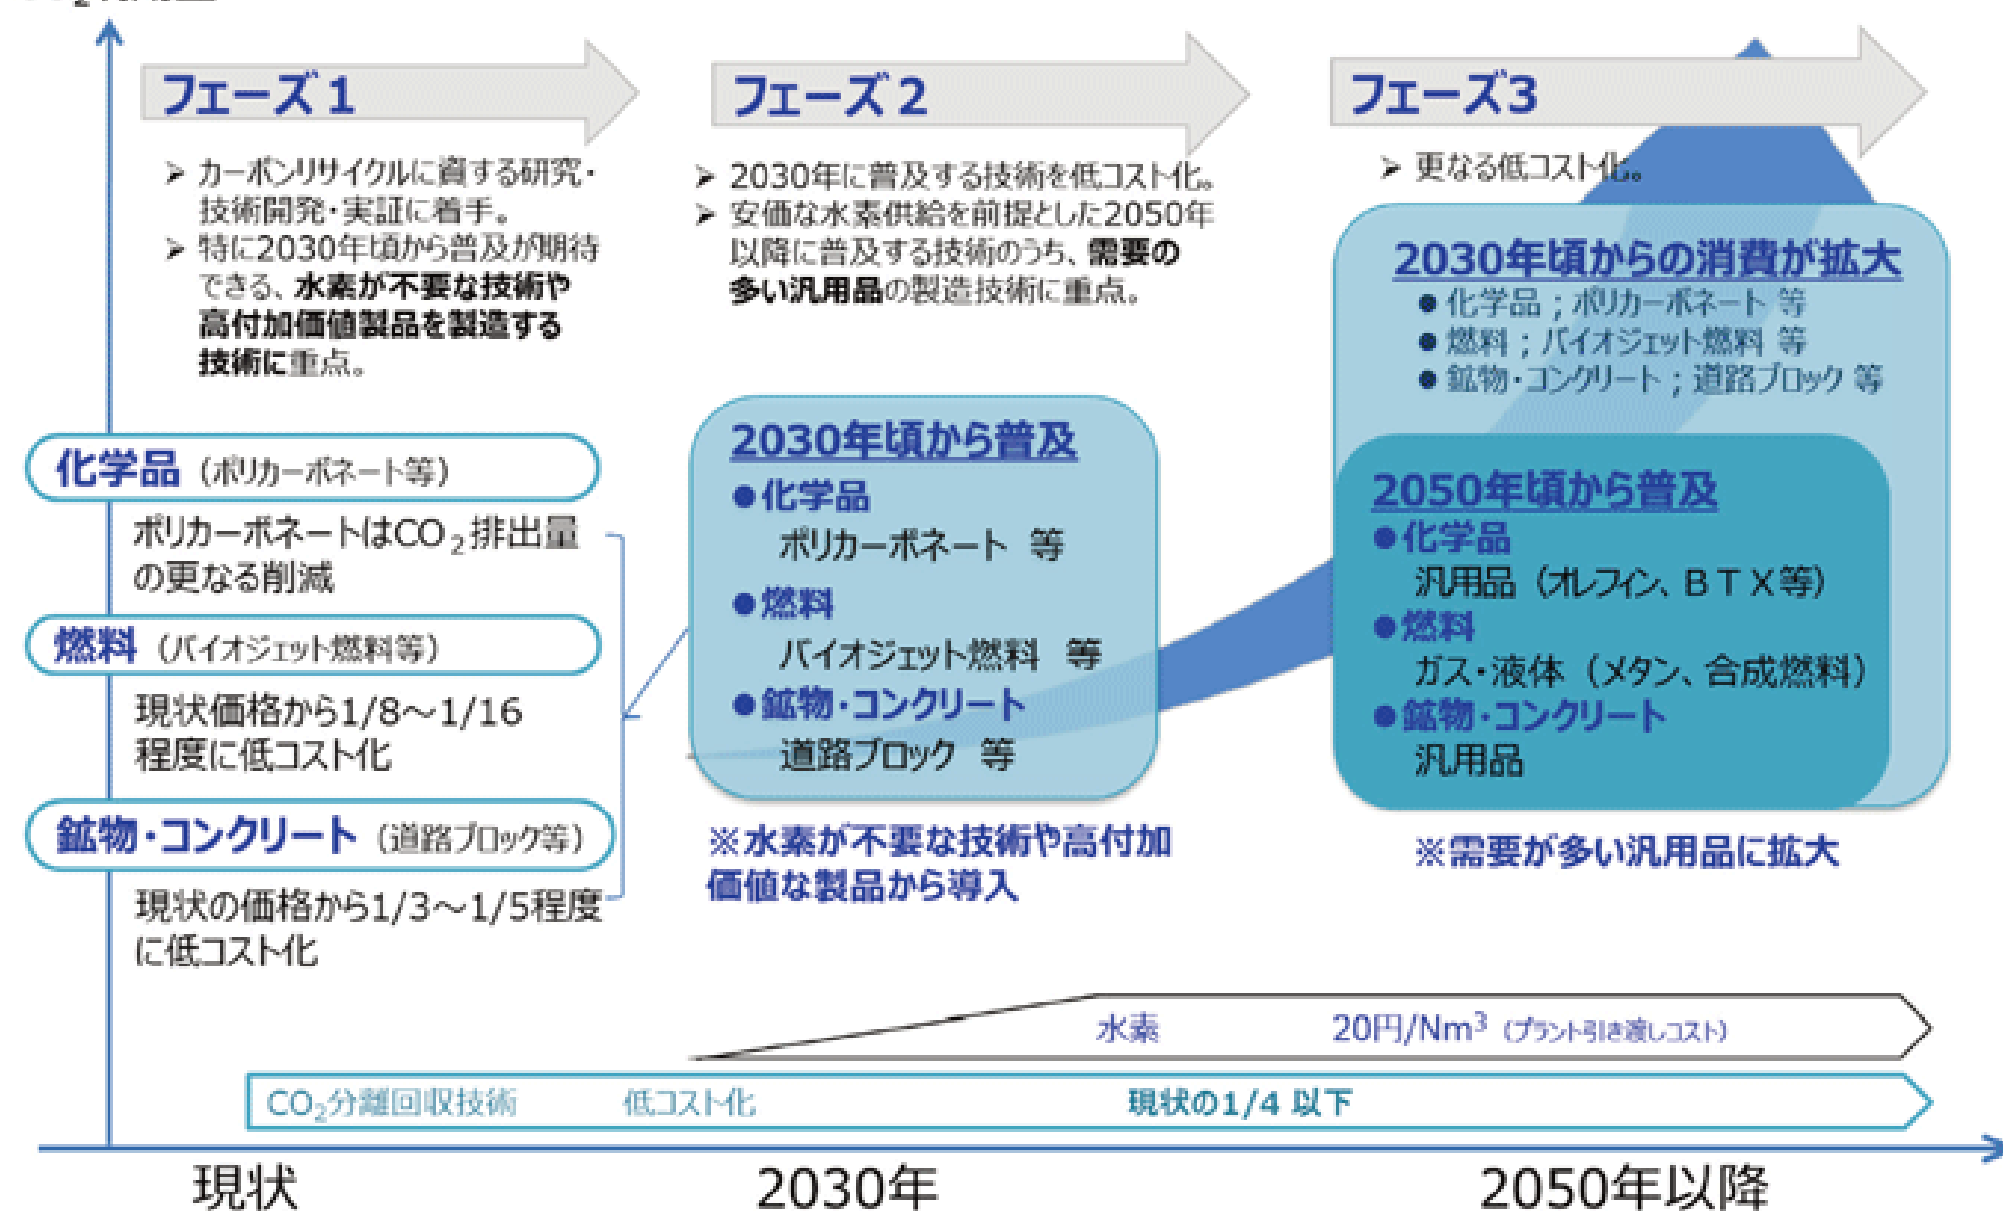 フェーズ１
➢ カーボンリサイクルに資する研究・
技術開発・実証に着手。
➢ 特に2030年頃から普及が期待
できる、水素が不要な技術や
高付加価値製品を製造する
技術に重点。
化学品（ポリカーボネート等）
ポリカーボネートはCO₂排出量
の更なる削減
燃料（バイオジェット燃料等）
現状価格から1/8～1/16
程度に低コスト化
鉱物・コンクリート（道路ブロック等）
現状の価格から1/3～1/5程度
に低コスト化
フェーズ２
➢ 2030年に普及する技術を低コスト化。
➢ 安価な水素供給を前提とした2050年
以降に普及する技術のうち、需要の
多い汎用品の製造技術に重点。
2030年頃から普及
●化学品
ポリカーボネート 等
●燃料
バイオジェット燃料 等
●鉱物・コンクリート
道路ブロック 等
※水素が不要な技術や高付加
価値な製品から導入
フェーズ3
➢ 更なる低コスト化。
2030年頃からの消費が拡大
●化学品；ポリカーボネート 等
●燃料；バイオジェット燃料 等
●鉱物・コンクリート；道路ブロック 等
2050年頃から普及
●化学品
汎用品（オレフィン、ＢＴＸ等）
●燃料
ガス・液体（メタン、合成燃料）
●鉱物・コンクリート
汎用品
※需要が多い汎用品に拡大
水素 20円/Nm³（プラント引き渡しコスト）
CO₂分離回収技術 低コスト化 現状の1/4 以下
現状 2030年 2050年以降